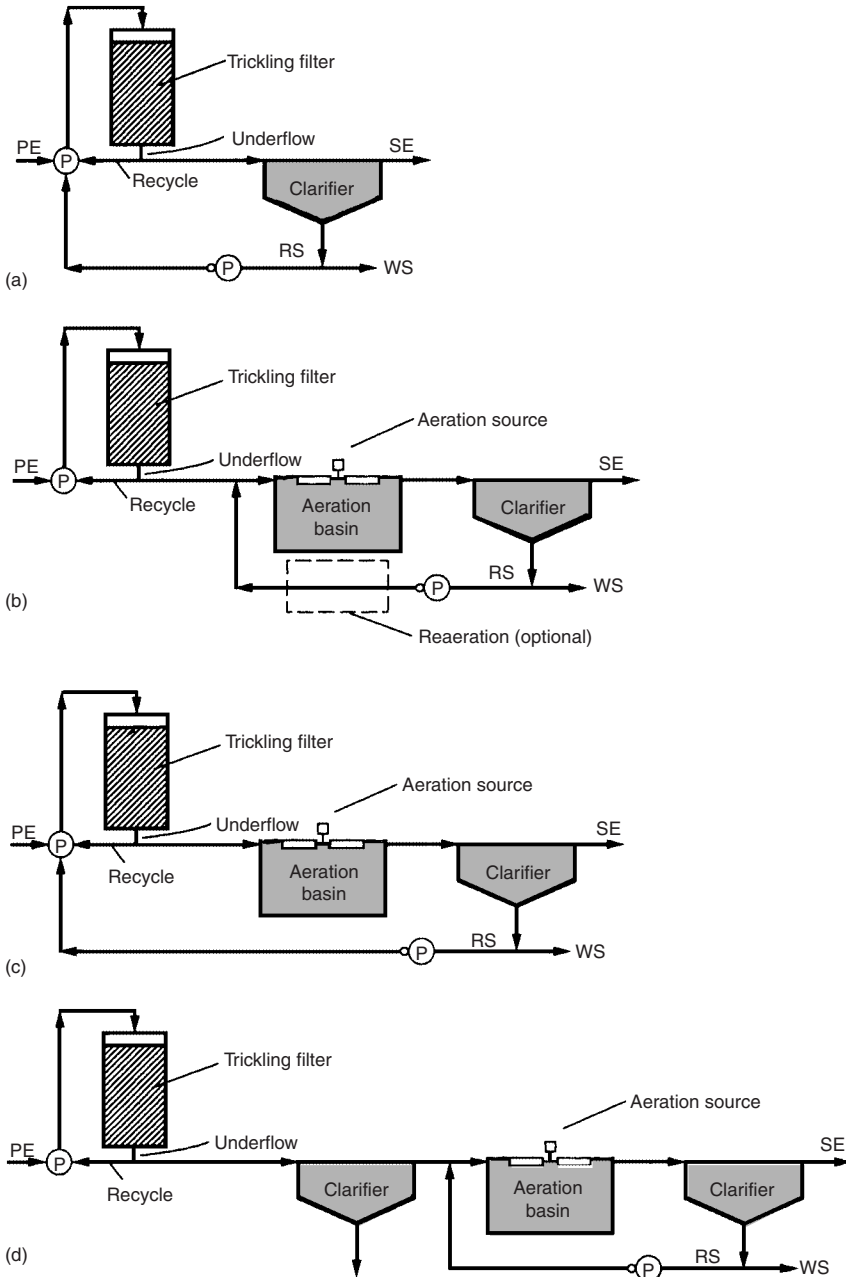 Trickling filter
Underflow
PE
P
SE
Recycle
Clarifier
RS
P
WS
(a)
Trickling filter
Aeration source
Underflow
PE
P
SE
Recycle
Aeration
basin
Clarifier
RS
P
WS
(b)
Reaeration (optional)
Trickling filter
Aeration source
Underflow
PE
P
SE
Recycle
Aeration
basin
Clarifier
RS
P
WS
(c)
Trickling filter
Aeration source
Underflow
PE
P
SE
Recycle
Clarifier
Aeration
basin
Clarifier
RS
P
WS
(d)